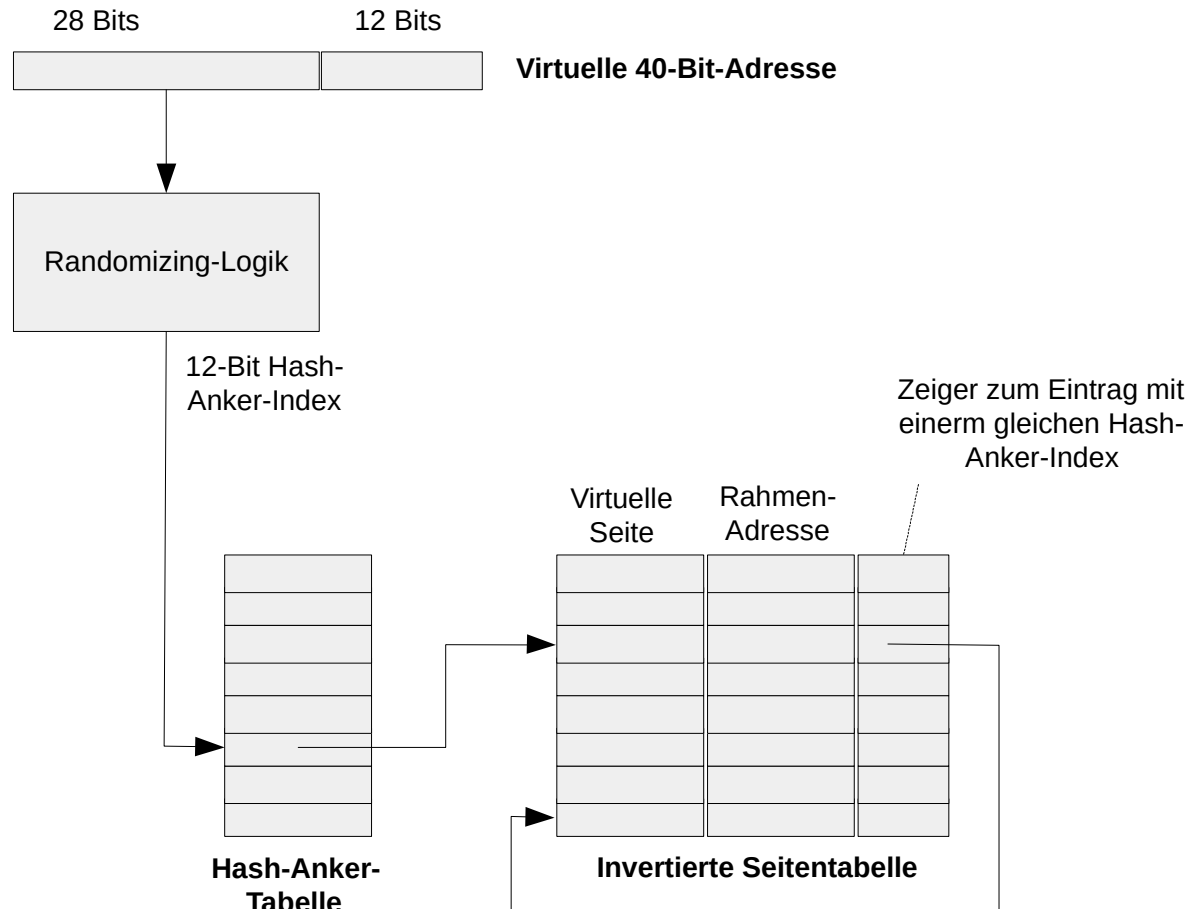 28 Bits
12 Bits
Virtuelle 40-Bit-Adresse
Randomizing-Logik
12-Bit Hash-
Anker-Index
Zeiger zum Eintrag mit
einerm gleichen Hash-
Anker-Index
Virtuelle
Seite
Rahmen-
Adresse
Hash-Anker-
Tabelle
Invertierte Seitentabelle